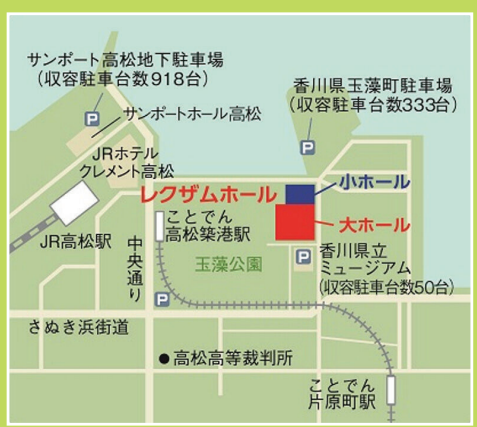 サンポート高松地下駐車場
(収容駐車台数918台)
P
サンポートホール高松
香川県玉藻町駐車場
(収容駐車台数333台)
P
JRホテル
クレメント高松
レクザムホール
小ホール
大ホール
ことでん
高松築港駅
JR高松駅
中央通り
玉藻公園
P
香川県立
ミュージアム
(収容駐車台数50台)
P
さぬき浜街道
高松高等裁判所
ことでん
片原町駅